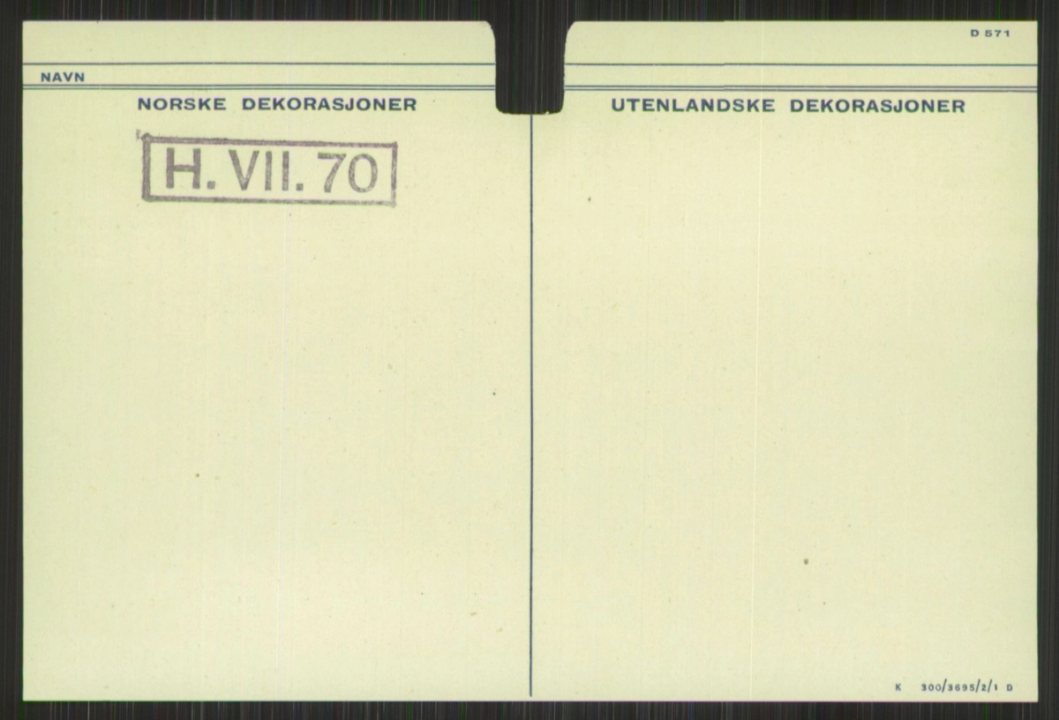 D 571
NAVN
NORSKE DEKORASJONER
UTENLANDSKE DEKORASJONER
H. VII. 70
K 300/3695/2/1 D